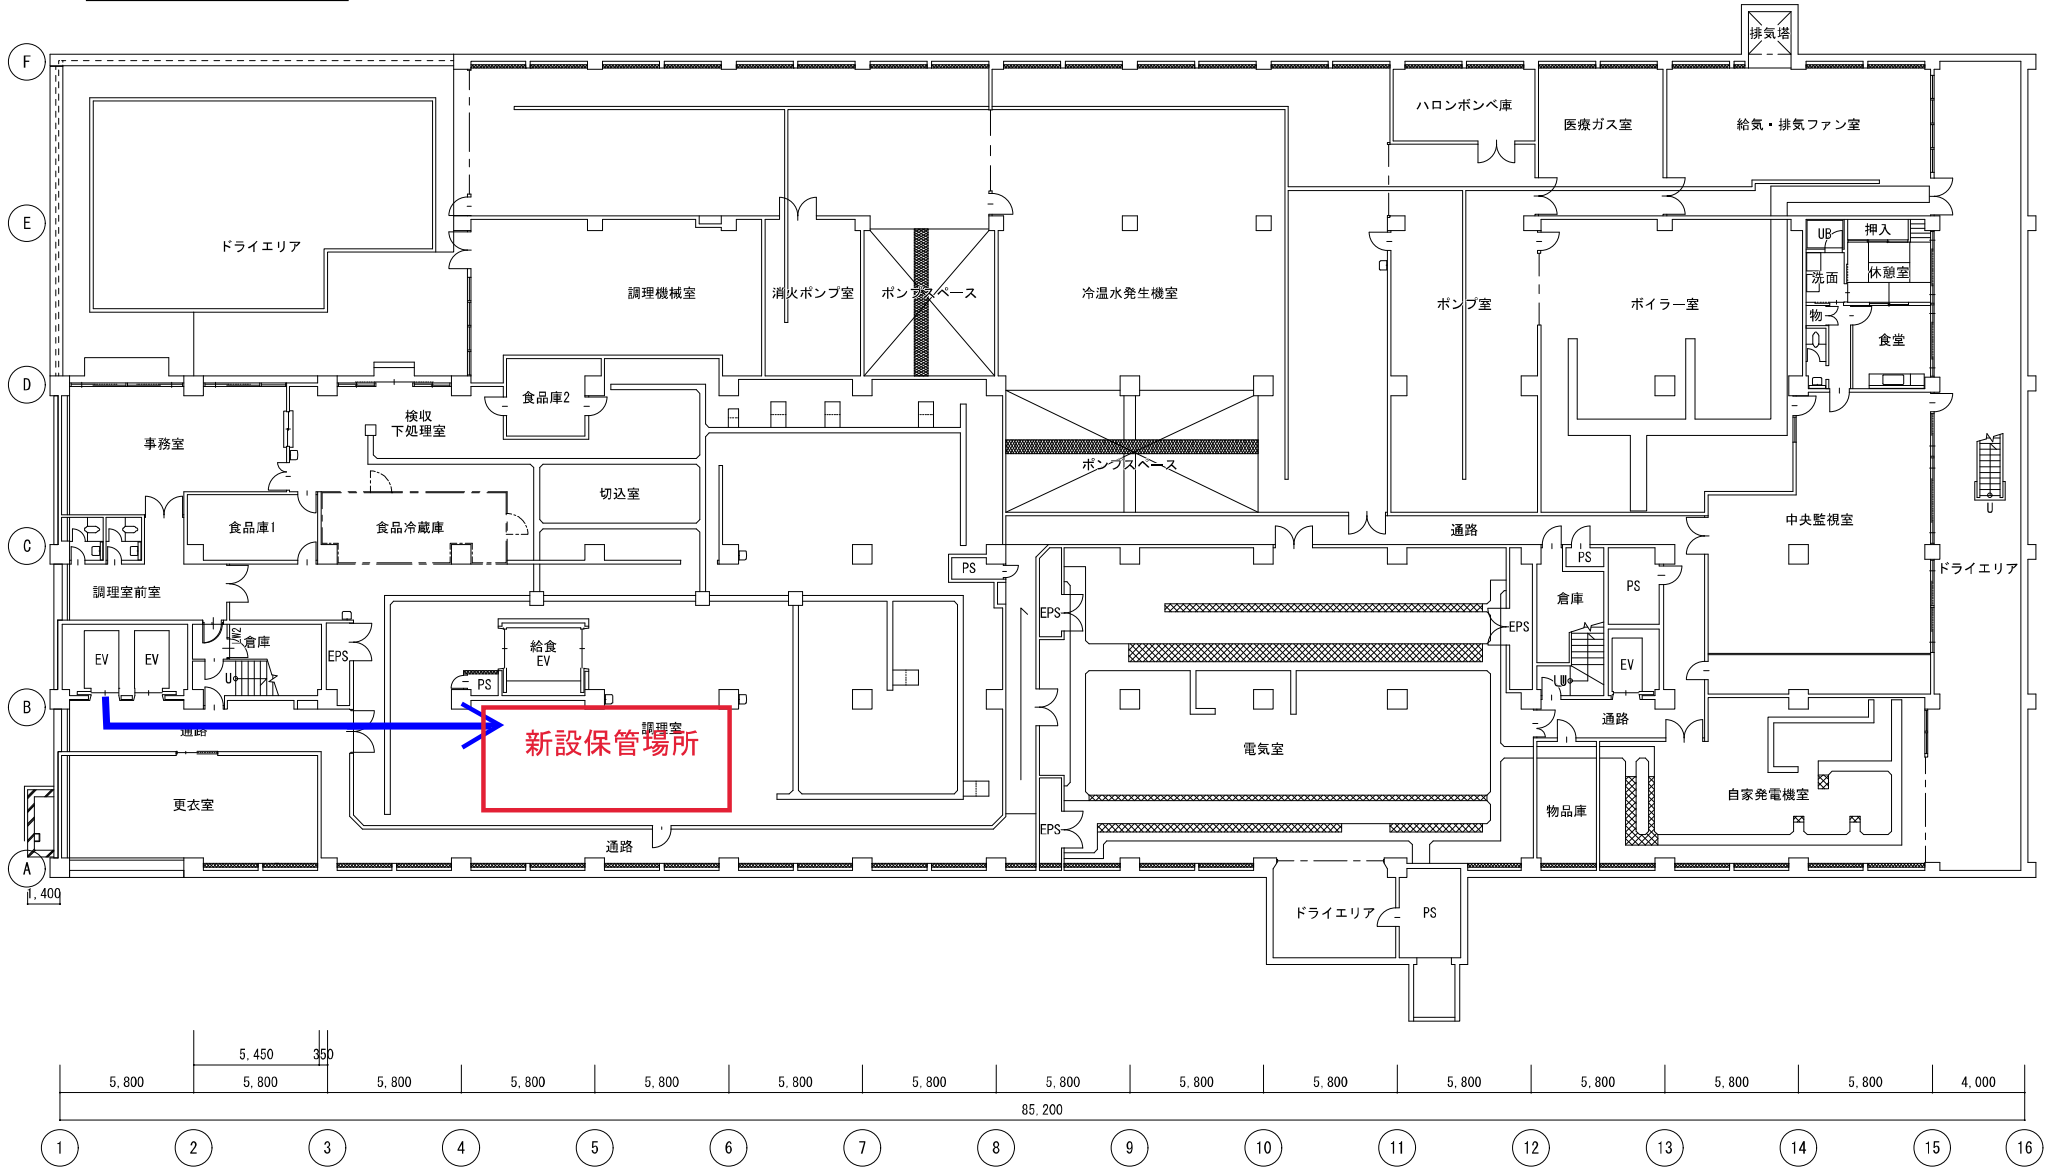 排気塔
F
ハロンボンベ庫
医療ガス室
給気・排気ファン室
E
ドライエリア
UB
押入
洗面
休憩室
調理機械室
消火ポンプ室
ポンプスペース
冷温水発生機室
ポンプ室
ボイラー室
物
食堂
D
食品庫2
検収
下処理室
事務室
ポンプスペース
切込室
食品庫1
食品冷蔵庫
通路
中央監視室
U
C
PS
PS
PS
ドライエリア
調理室前室
EPS
倉庫
EPS
W2
倉庫
EPS
給食
EV
EV
EV
EV
U
PS
U
B
調理室
通路
通路
新設保管場所
電気室
更衣室
物品庫
自家発電機室
EPS
通路
A
1,400
ドライエリア
PS
5,450
350
5,800
5,800
5,800
5,800
5,800
5,800
5,800
5,800
5,800
5,800
5,800
5,800
5,800
5,800
4,000
85,200
1
2
3
4
5
6
7
8
9
10
11
12
13
14
15
16